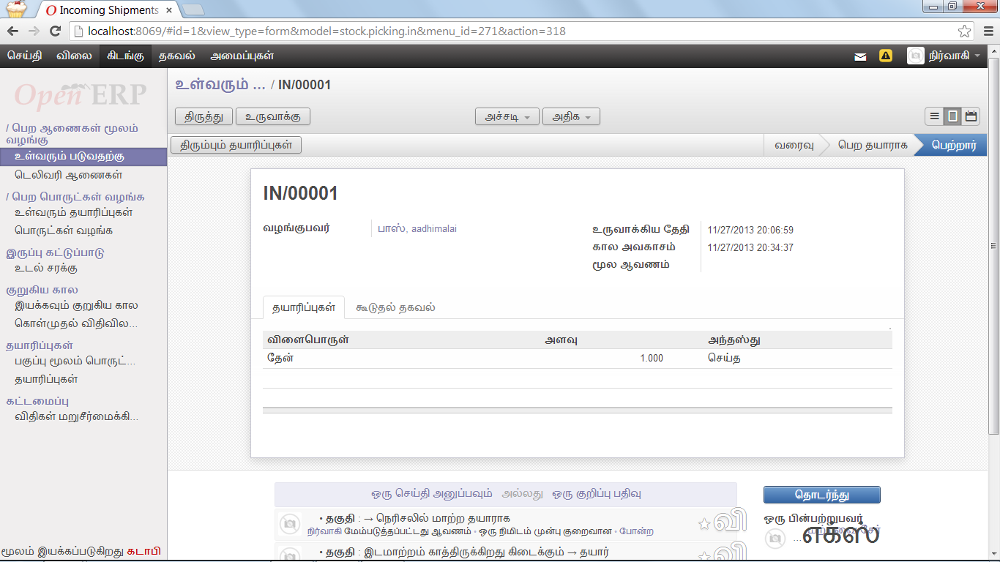 Incoming Shipments
localhost:8069/#id=1&view_type=form&model=stock.picking.in&menu_id=271&action=318
செய்தி விலை கிடங்கு தகவல் அமைப்புகள் நிர்வாகி
Open ERP
/ பெற ஆணைகள் மூலம்
வழங்கு
உள்வரும் படுவதற்கு
டெலிவரி ஆணைகள்
/ பெற பொருட்கள் வழங்க
உள்வரும் தயாரிப்புகள்
பொருட்கள் வழங்க
இருப்பு கட்டுப்பாடு
உடல் சரக்கு
குறுகிய கால
இயக்கவும் குறுகிய கால
கொள்முதல் விதிவில...
தயாரிப்புகள்
பகுப்பு மூலம் பொருட்...
தயாரிப்புகள்
கட்டமைப்பு
விதிகள் மறுசீர்மைக்கி...
மூலம் இயக்கப்படுகிறது கடாபி
உள்வரும் ... / IN/00001
திருத்து உருவாக்கு அச்சடி அதிக
திரும்பும் தயாரிப்புகள் வரைவு பெற தயாராக பெற்றார்
IN/00001
வழங்குபவர் பாஸ், aadhimalai
உருவாக்கிய தேதி 11/27/2013 20:06:59
கால அவகாசம் 11/27/2013 20:34:37
மூல ஆவணம்
தயாரிப்புகள் கூடுதல் தகவல்
விளைபொருள் அளவு அந்தஸ்து
தேன் 1.000 செய்த
ஒரு செய்தி அனுப்பவும் அல்லது ஒரு குறிப்பு பதிவு
• தகுதி : → நெரிசலில் மாற்ற தயாராக
நிர்வாகி மேம்படுத்தப்பட்டது ஆவணம் • ஒரு நிமிடம் முன்பு குறைவான • போன்ற
வி
• தகுதி : இடமாற்றம் காத்திருக்கிறது கிடைக்கும் → தயார்
வி
தொடர்ந்து
ஒரு பின்பற்றுபவர்
... எக்ஸ்